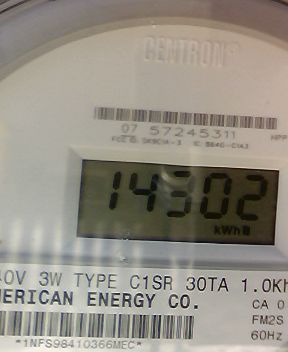 CENTRON®
07 57245311
14302
kWh
40V 3W TYPE C1SR 30TA 1.0Kh
MERICAN ENERGY CO.
CA 0
FM2S
60Hz
*1NFS98410366MEC*